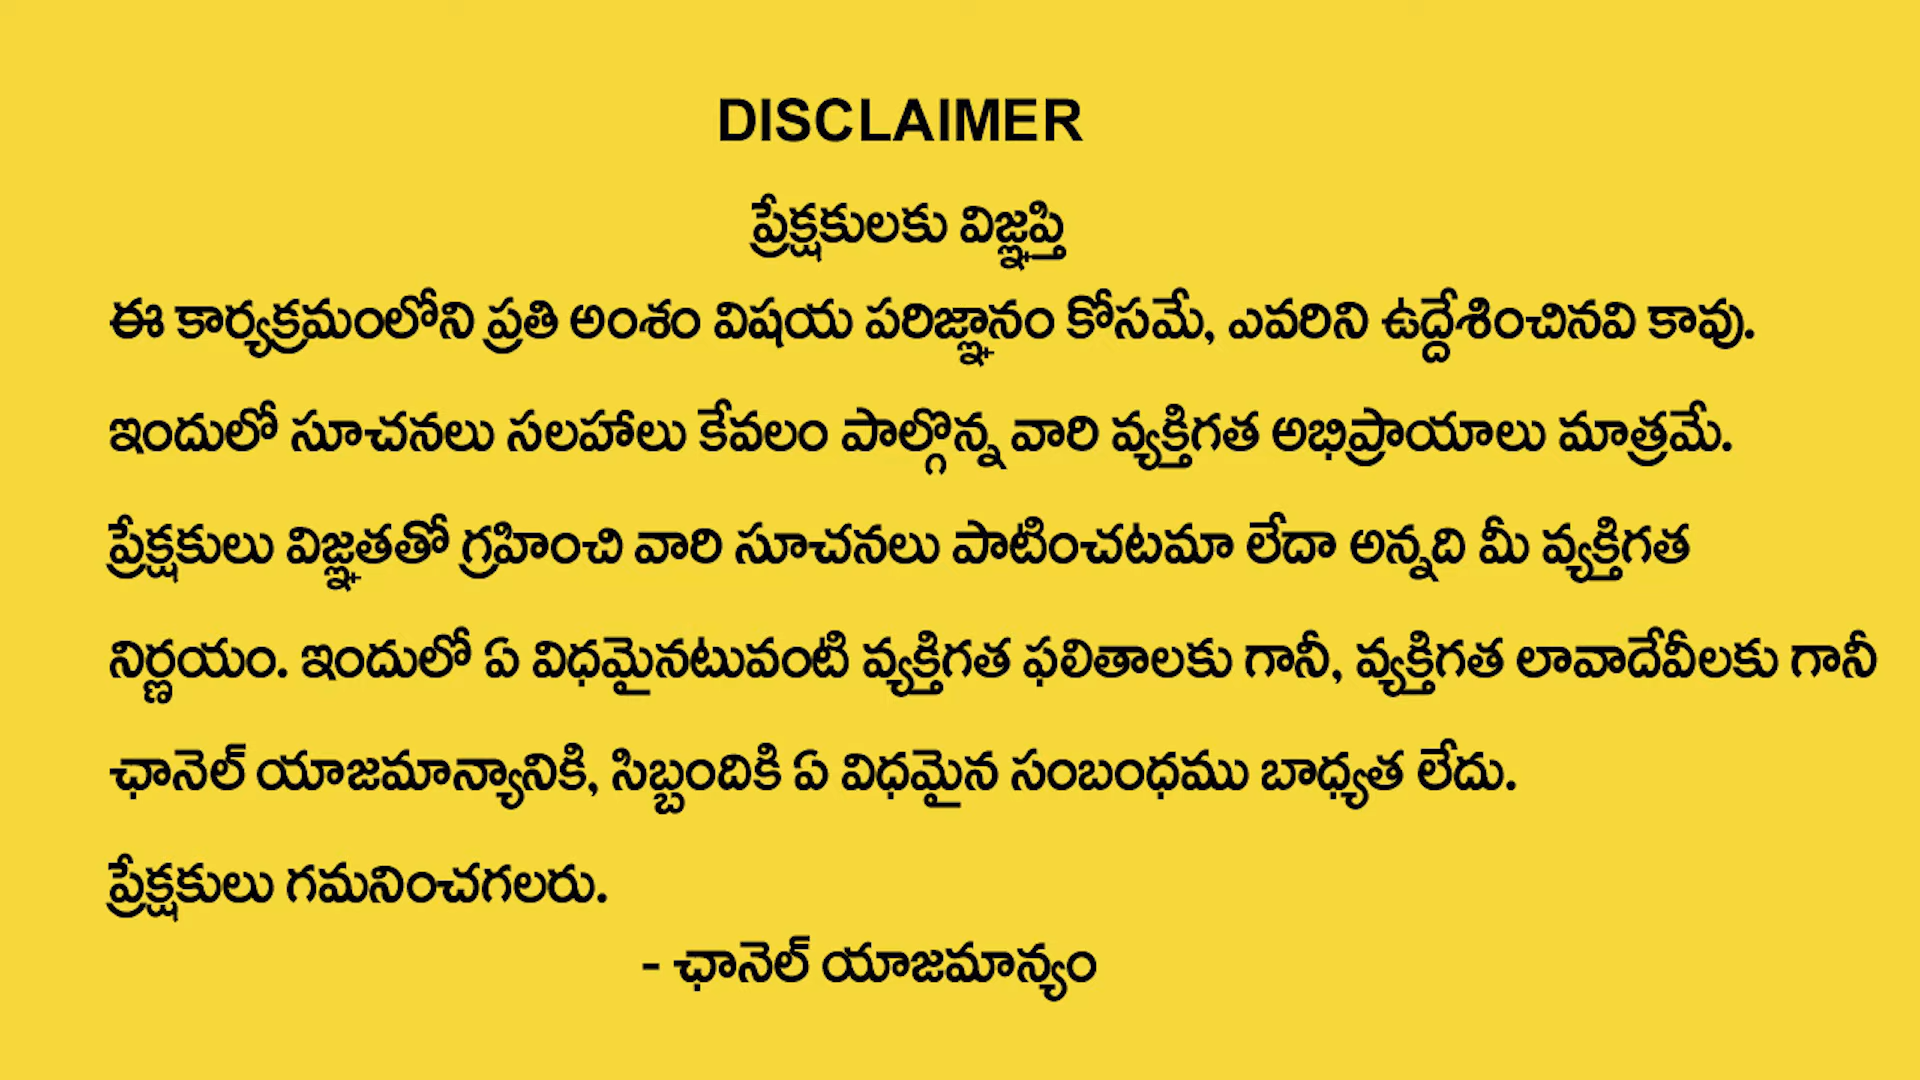 DISCLAIMER
ప్రేక్షకులకు విజ్ఞప్తి
ఈ కార్యక్రమంలోని ప్రతి అంశం విషయ పరిజ్ఞానం కోసమే, ఎవరిని ఉద్దేశించినవి కావు.
ఇందులో సూచనలు సలహాలు కేవలం పాల్గొన్న వారి వ్యక్తిగత అభిప్రాయాలు మాత్రమే.
ప్రేక్షకులు విజ్ఞతతో గ్రహించి వారి సూచనలు పాటించటమా లేదా అన్నది మీ వ్యక్తిగత
నిర్ణయం. ఇందులో ఏ విధమైనటువంటి వ్యక్తిగత ఫలితాలకు గానీ, వ్యక్తిగత లావాదేవీలకు గానీ
ఛానెల్ యాజమాన్యానికి, సిబ్బందికి ఏ విధమైన సంబంధము బాధ్యత లేదు.
ప్రేక్షకులు గమనించగలరు.
- ఛానెల్ యాజమాన్యం